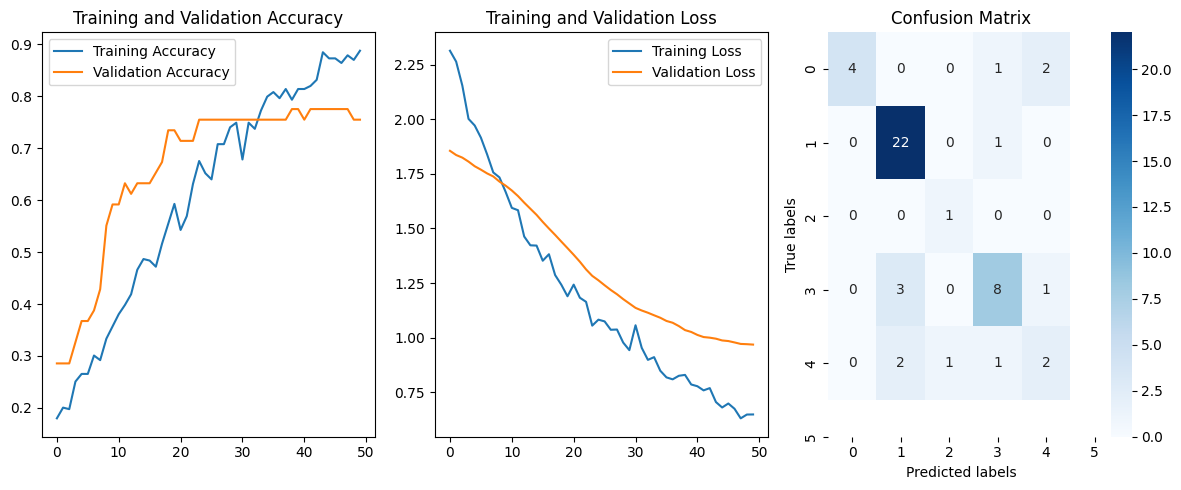 Training and Validation Accuracy
Training Accuracy
Validation Accuracy
0.9
0.8
0.7
0.6
0.5
0.4
0.3
0.2
0 10 20 30 40 50
Training and Validation Loss
Training Loss
Validation Loss
2.25
2.00
1.75
1.50
1.25
1.00
0.75
0 10 20 30 40 50
Confusion Matrix
True labels
0 4 0 0 1 2
1 0 22 0 1 0
2 0 0 1 0 0
3 0 3 0 8 1
4 0 2 1 1 2
5
0 1 2 3 4 5
Predicted labels
20.0
17.5
15.0
12.5
10.0
7.5
5.0
2.5
0.0